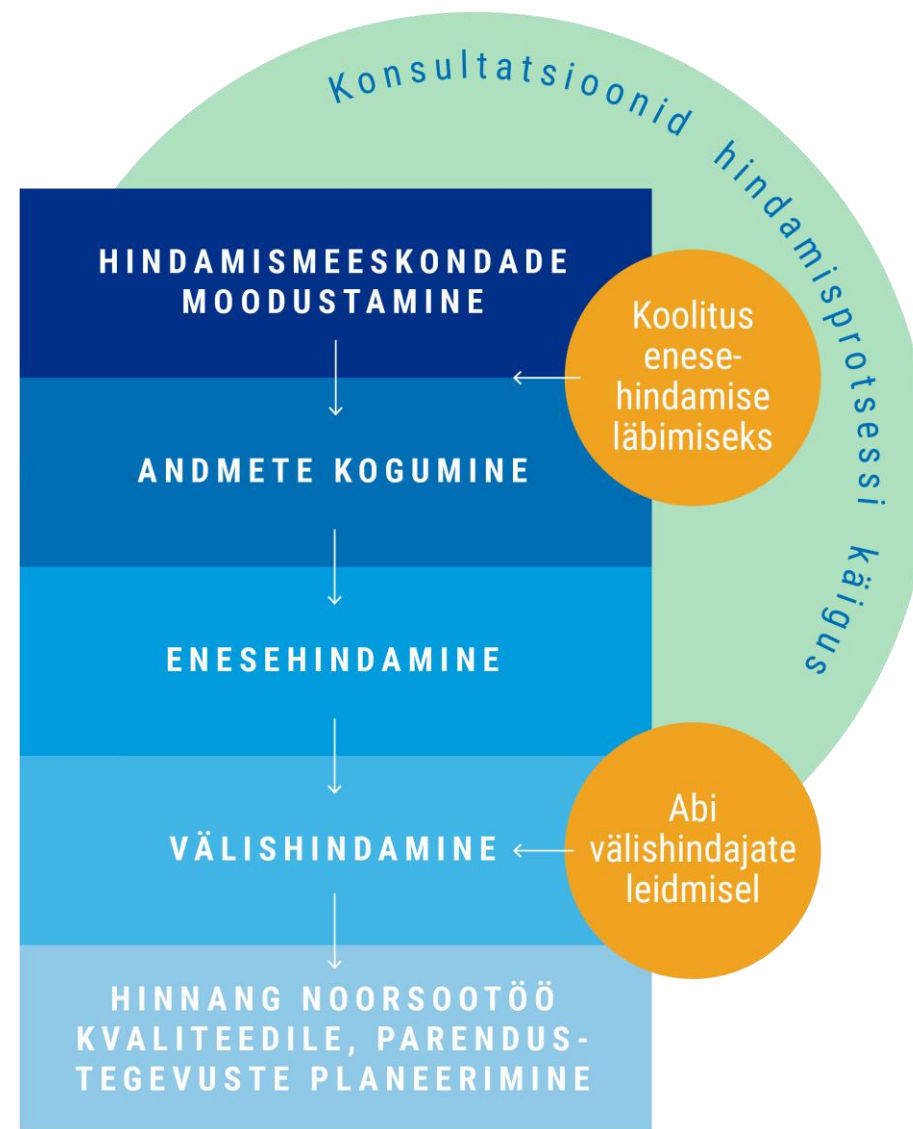 Konsultatsioonid hindamisprotsessi käigus
HINDAMISMEESKONDADE
MOODUSTAMINE
Koolitus
enese-
hindamise
läbimiseks
ANDMETE KOGUMINE
ENESEHINDAMINE
VÄLISHINDAMINE
Abi
välishindajate
leidmisel
HINNANG NOORSOOTÖÖ
KVALITEEDILE, PARENDUS-
TEGEVUSTE PLANEERIMINE